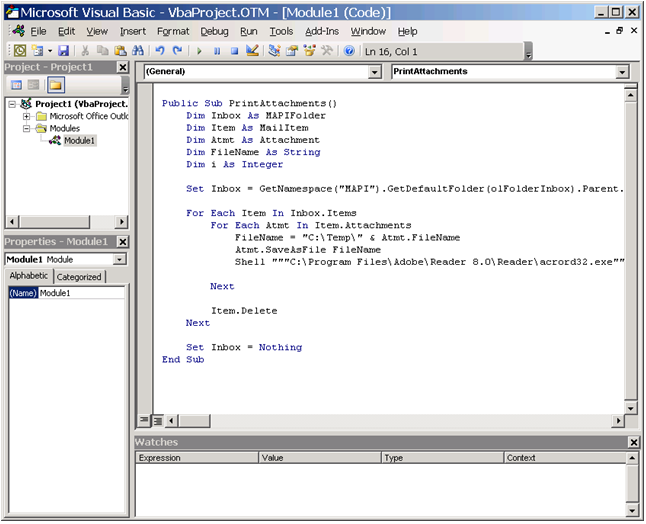 Microsoft Visual Basic - VbaProject.OTM - [Module1 (Code)]
File Edit View Insert Format Debug Run Tools Add-Ins Window Help
Ln 16, Col 1
Project - Project1
Project1 (VbaProject.
Microsoft Office Outlo
Modules
Module1
Properties - Module1
Module1 Module
Alphabetic Categorized
(Name) Module1
(General) PrintAttachments
Public Sub PrintAttachments()
Dim Inbox As MAPIFolder
Dim Item As MailItem
Dim Atmt As Attachment
Dim FileName As String
Dim i As Integer
Set Inbox = GetNamespace("MAPI").GetDefaultFolder(olFolderInbox).Parent.
For Each Item In Inbox.Items
For Each Atmt In Item.Attachments
FileName = "C:\Temp\" & Atmt.FileName
Atmt.SaveAsFile FileName
Shell """C:\Program Files\Adobe\Reader 8.0\Reader\acrord32.exe""
Next
Item.Delete
Next
Set Inbox = Nothing
End Sub
Watches
Expression Value Type Context